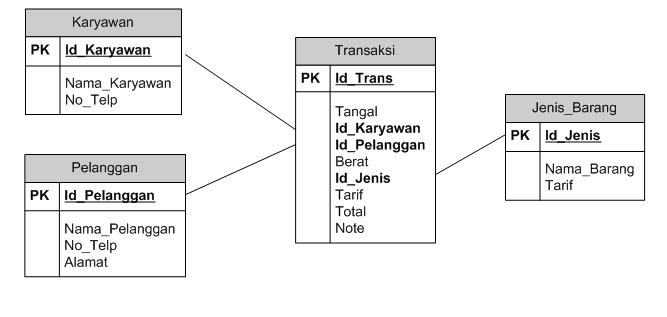 Karyawan
PK Id_Karyawan
Nama_Karyawan
No_Telp
Pelanggan
PK Id_Pelanggan
Nama_Pelanggan
No_Telp
Alamat
Transaksi
PK Id_Trans
Tangal
Id_Karyawan
Id_Pelanggan
Berat
Id_Jenis
Tarif
Total
Note
Jenis_Barang
PK Id_Jenis
Nama_Barang
Tarif